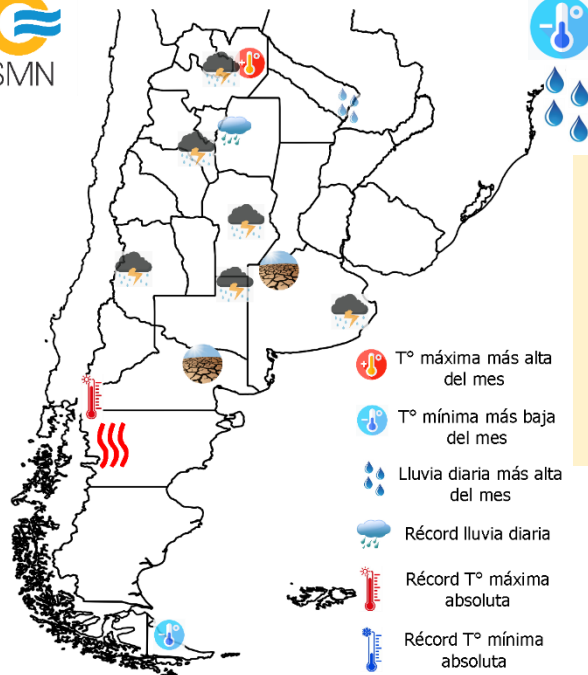 SMN
T° máxima más alta
del mes
T° mínima más baja
del mes
Lluvia diaria más alta
del mes
Récord lluvia diaria
Récord T° máxima
absoluta
Récord T° mínima
absoluta